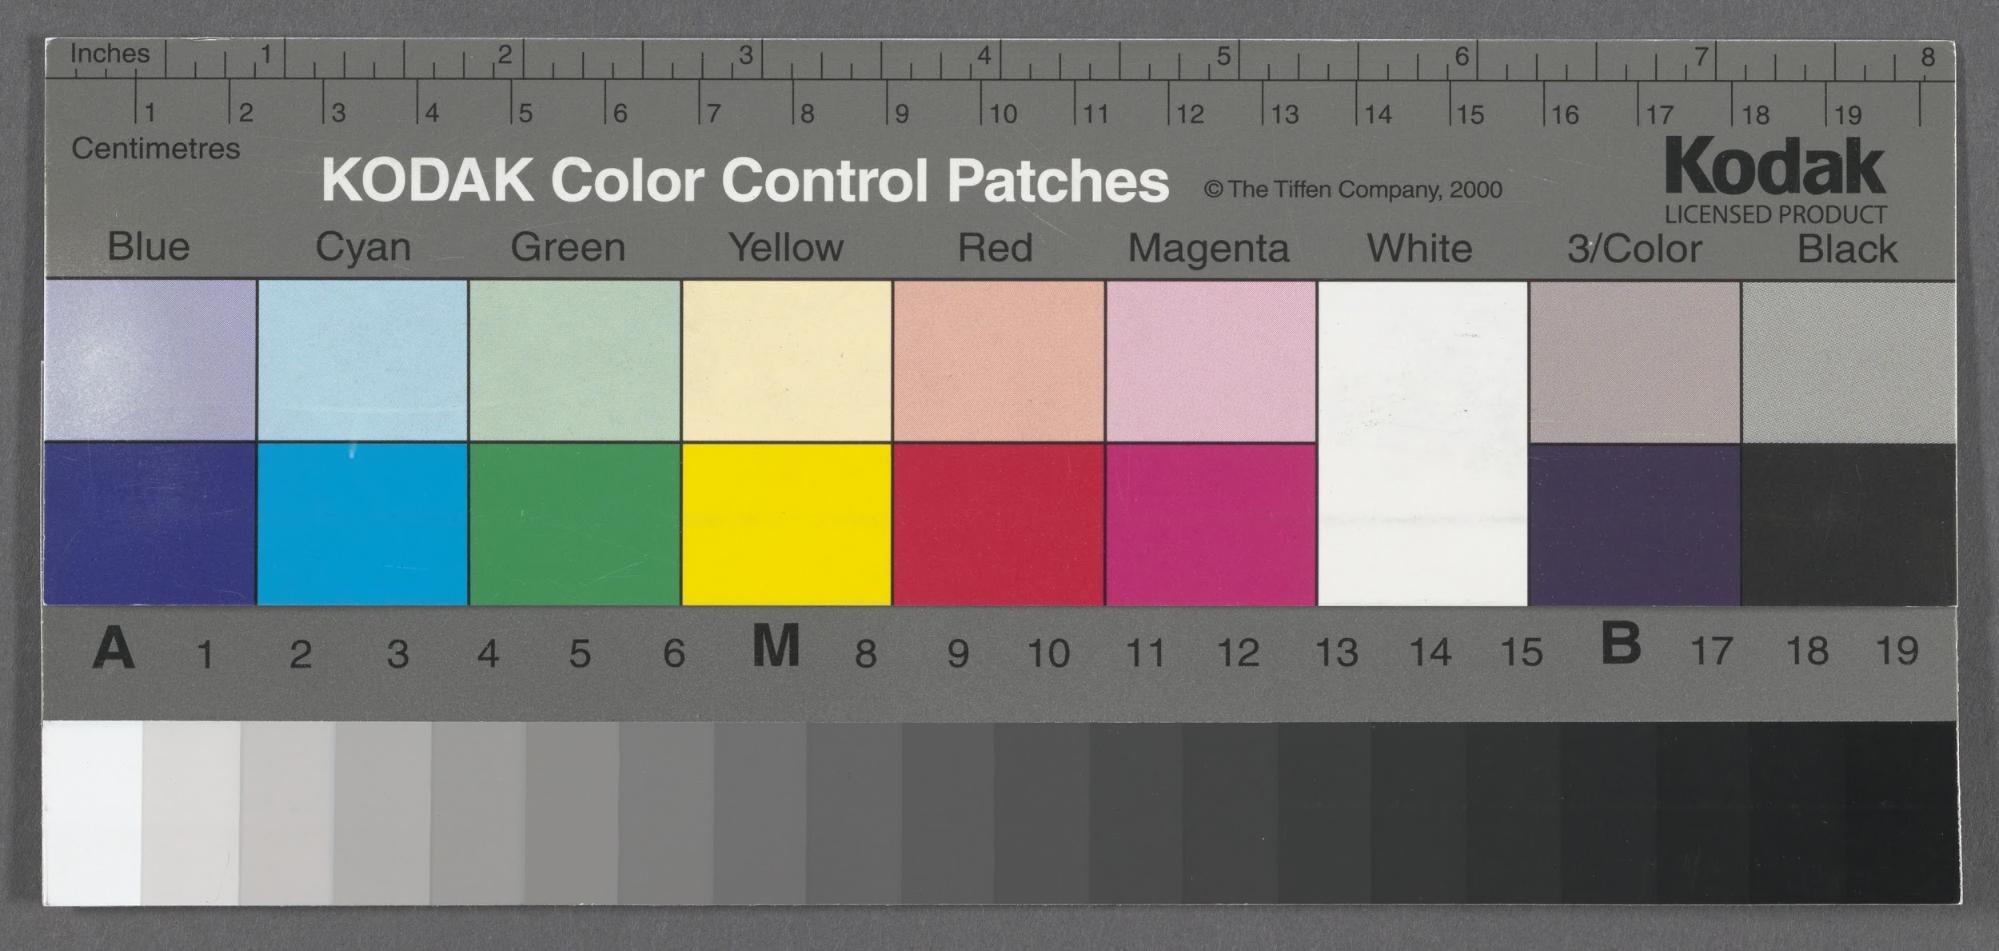 Inches 1 2 3 4 5 6 7 8
1 2 3 4 5 6 7 8 9 10 11 12 13 14 15 16 17 18 19
Centimetres
KODAK Color Control Patches © The Tiffen Company, 2000
Kodak
LICENSED PRODUCT
Blue Cyan Green Yellow Red Magenta White 3/Color Black
A 1 2 3 4 5 6 M 8 9 10 11 12 13 14 15 B 17 18 19